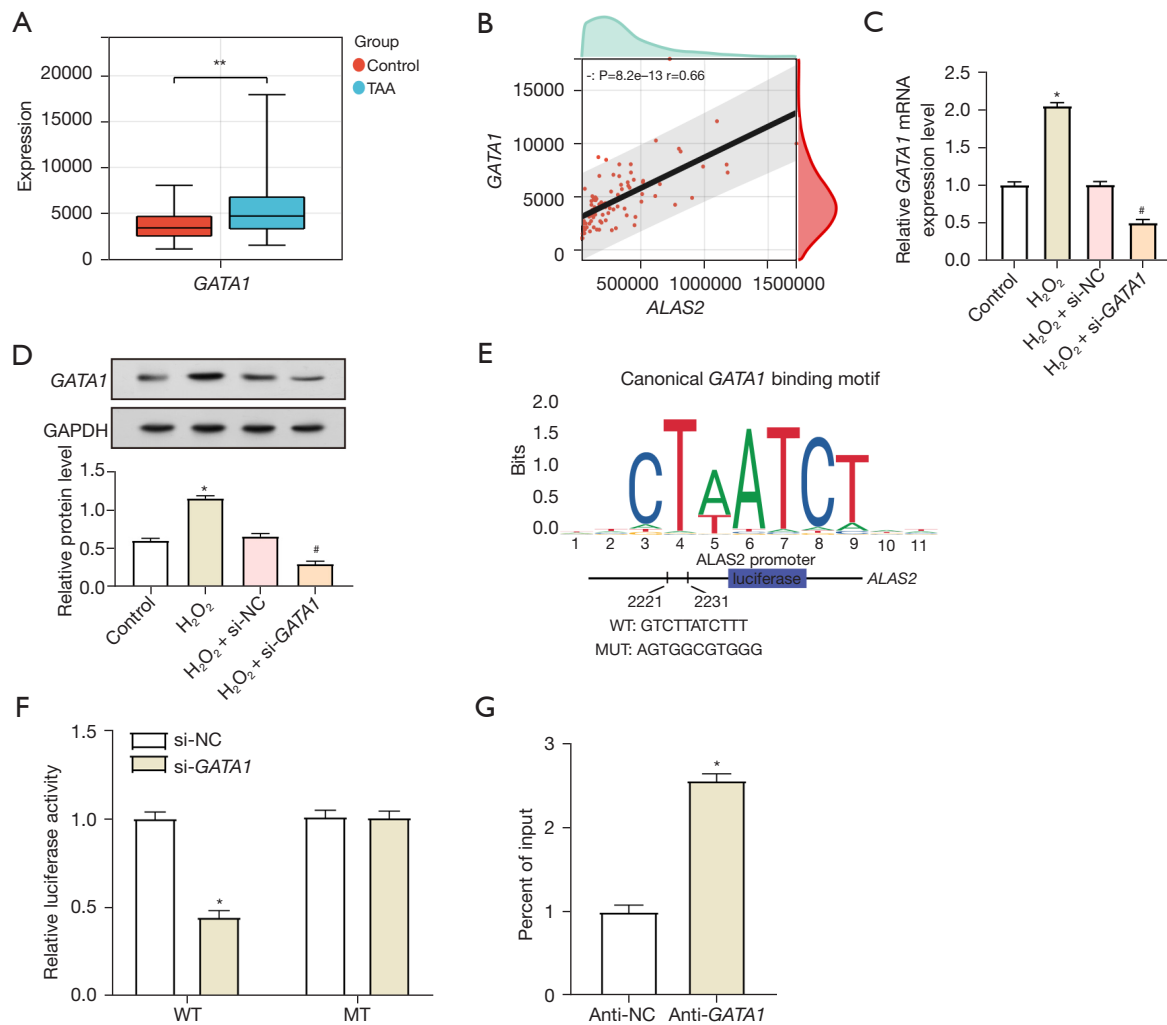 A
Group
Control
TAA
**
20000
15000
10000
5000
0
Expression
GATA1
B
-: P=8.2e−13 r=0.66
15000
10000
5000
0
GATA1
500000 1000000 1500000
ALAS2
C
Relative GATA1 mRNA
expression level
2.5
2.0
1.5
1.0
0.5
0.0
*
#
Control
H₂O₂
H₂O₂ + si-NC
H₂O₂ + si-GATA1
D
GATA1
GAPDH
Relative protein level
1.5
1.0
0.5
0.0
*
#
Control
H₂O₂
H₂O₂ + si-NC
H₂O₂ + si-GATA1
E
Canonical GATA1 binding motif
2.0
1.5
1.0
0.5
0.0
Bits
CTAATCT
T
1 2 3 4 5 6 7 8 9 10 11
ALAS2 promoter
luciferase
ALAS2
2221 2231
WT: GTCTTATCTTT
MUT: AGTGGCGTGGG
F
si-NC
si-GATA1
Relative luciferase activity
1.5
1.0
0.5
0.0
*
WT MT
G
Percent of input
3
2
1
0
*
Anti-NC Anti-GATA1